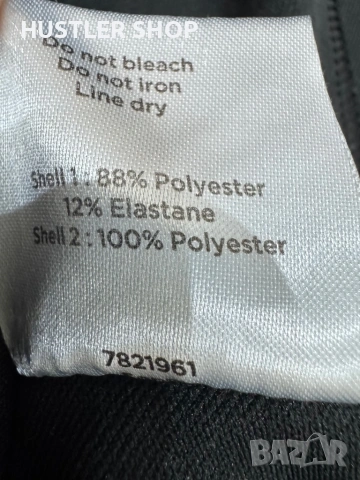 HUSTLER SHOP
Do not bleach
Do not iron
Line dry
Shell 1 : 88% Polyester
12% Elastane
Shell 2 : 100% Polyester
7821961
BAZAR